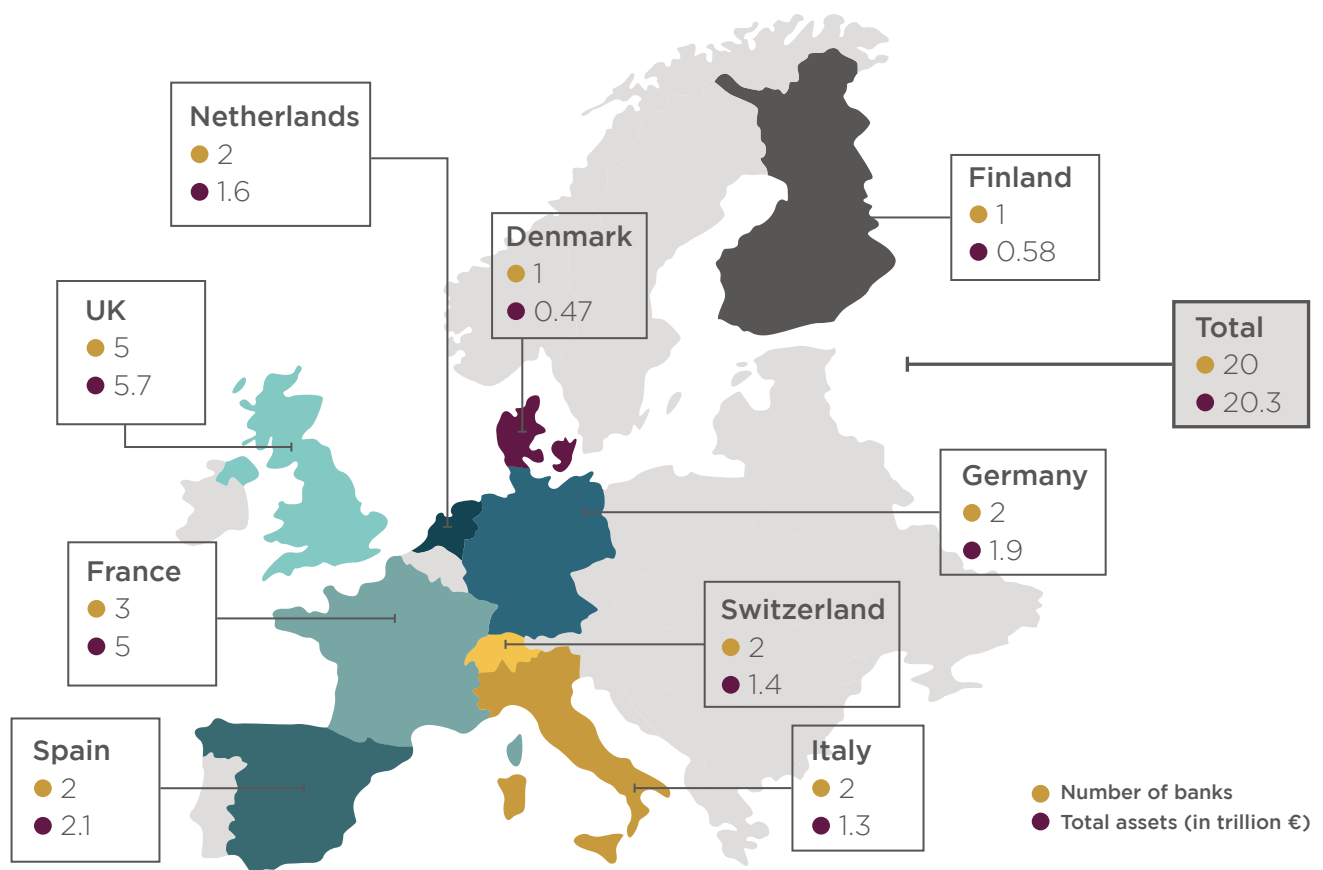 Netherlands
2
1.6
Denmark
1
0.47
Finland
1
0.58
UK
5
5.7
Total
20
20.3
Germany
2
1.9
France
3
5
Switzerland
2
1.4
Spain
2
2.1
Italy
2
1.3
Number of banks
Total assets (in trillion €)